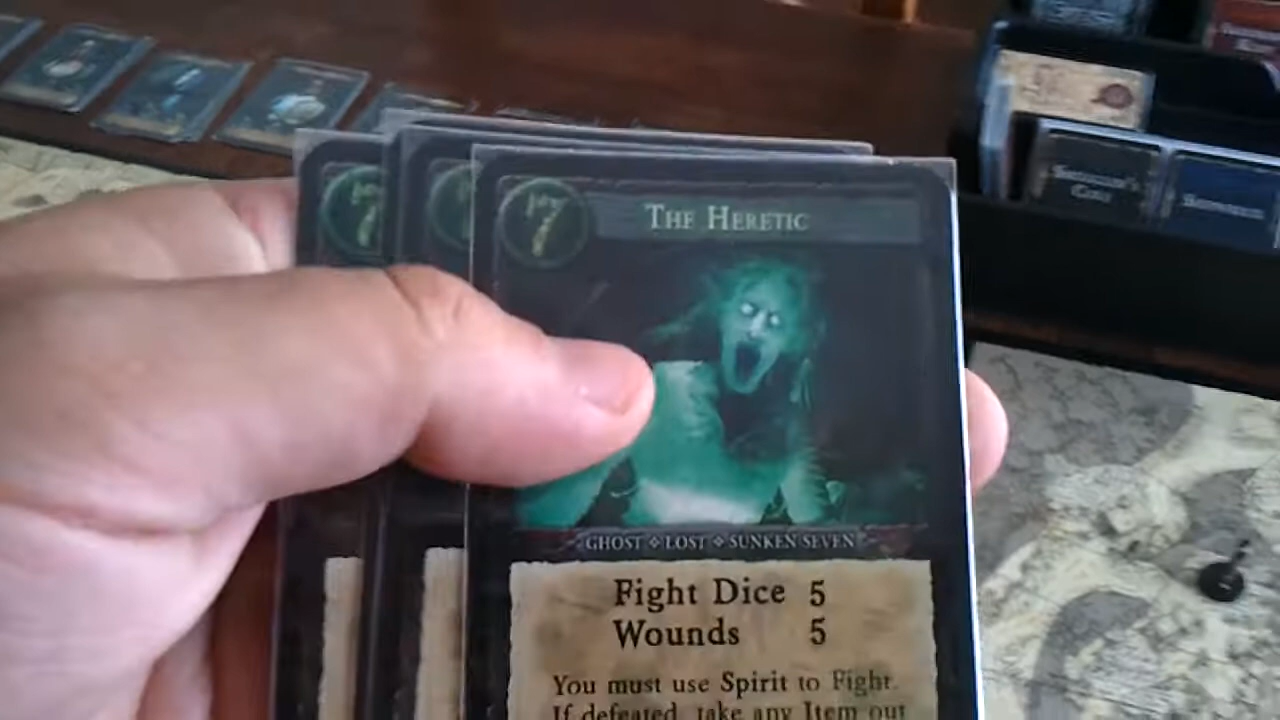 7
7
THE HERETIC
GHOST ❖ LOST ❖ SUNKEN SEVEN
Fight Dice 5
Wounds 5
You must use Spirit to Fight.
If defeated, take any Item out